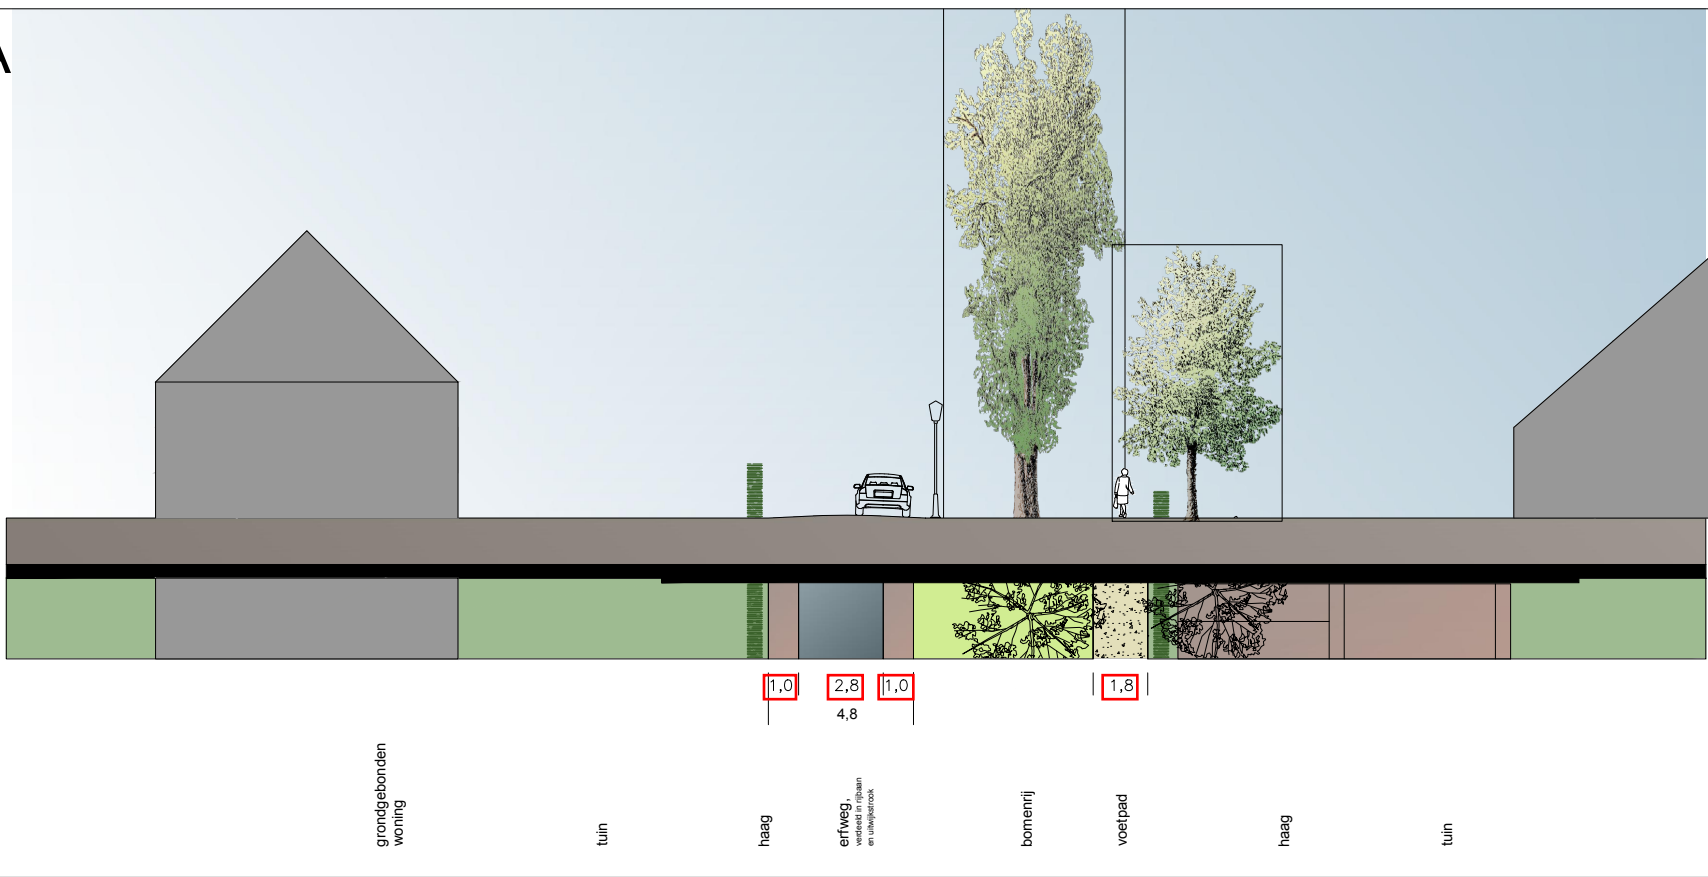 A
1,0
2,8
1,0
1,8
4,8
grondgebonden
woning
tuin
haag
erfweg,
verdeeld in rijbaan
en uitwijkstrook
bomenrij
voetpad
haag
tuin